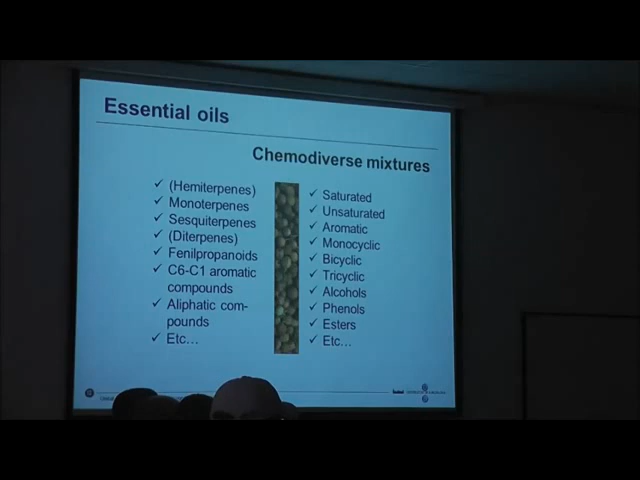 Essential oils
Chemodiverse mixtures
✓ (Hemiterpenes)
✓ Monoterpenes
✓ Sesquiterpenes
✓ (Diterpenes)
✓ Fenilpropanoids
✓ C6-C1 aromatic
compounds
✓ Aliphatic com-
pounds
✓ Etc...
✓ Saturated
✓ Unsaturated
✓ Aromatic
✓ Monocyclic
✓ Bicyclic
✓ Tricyclic
✓ Alcohols
✓ Phenols
✓ Esters
✓ Etc...